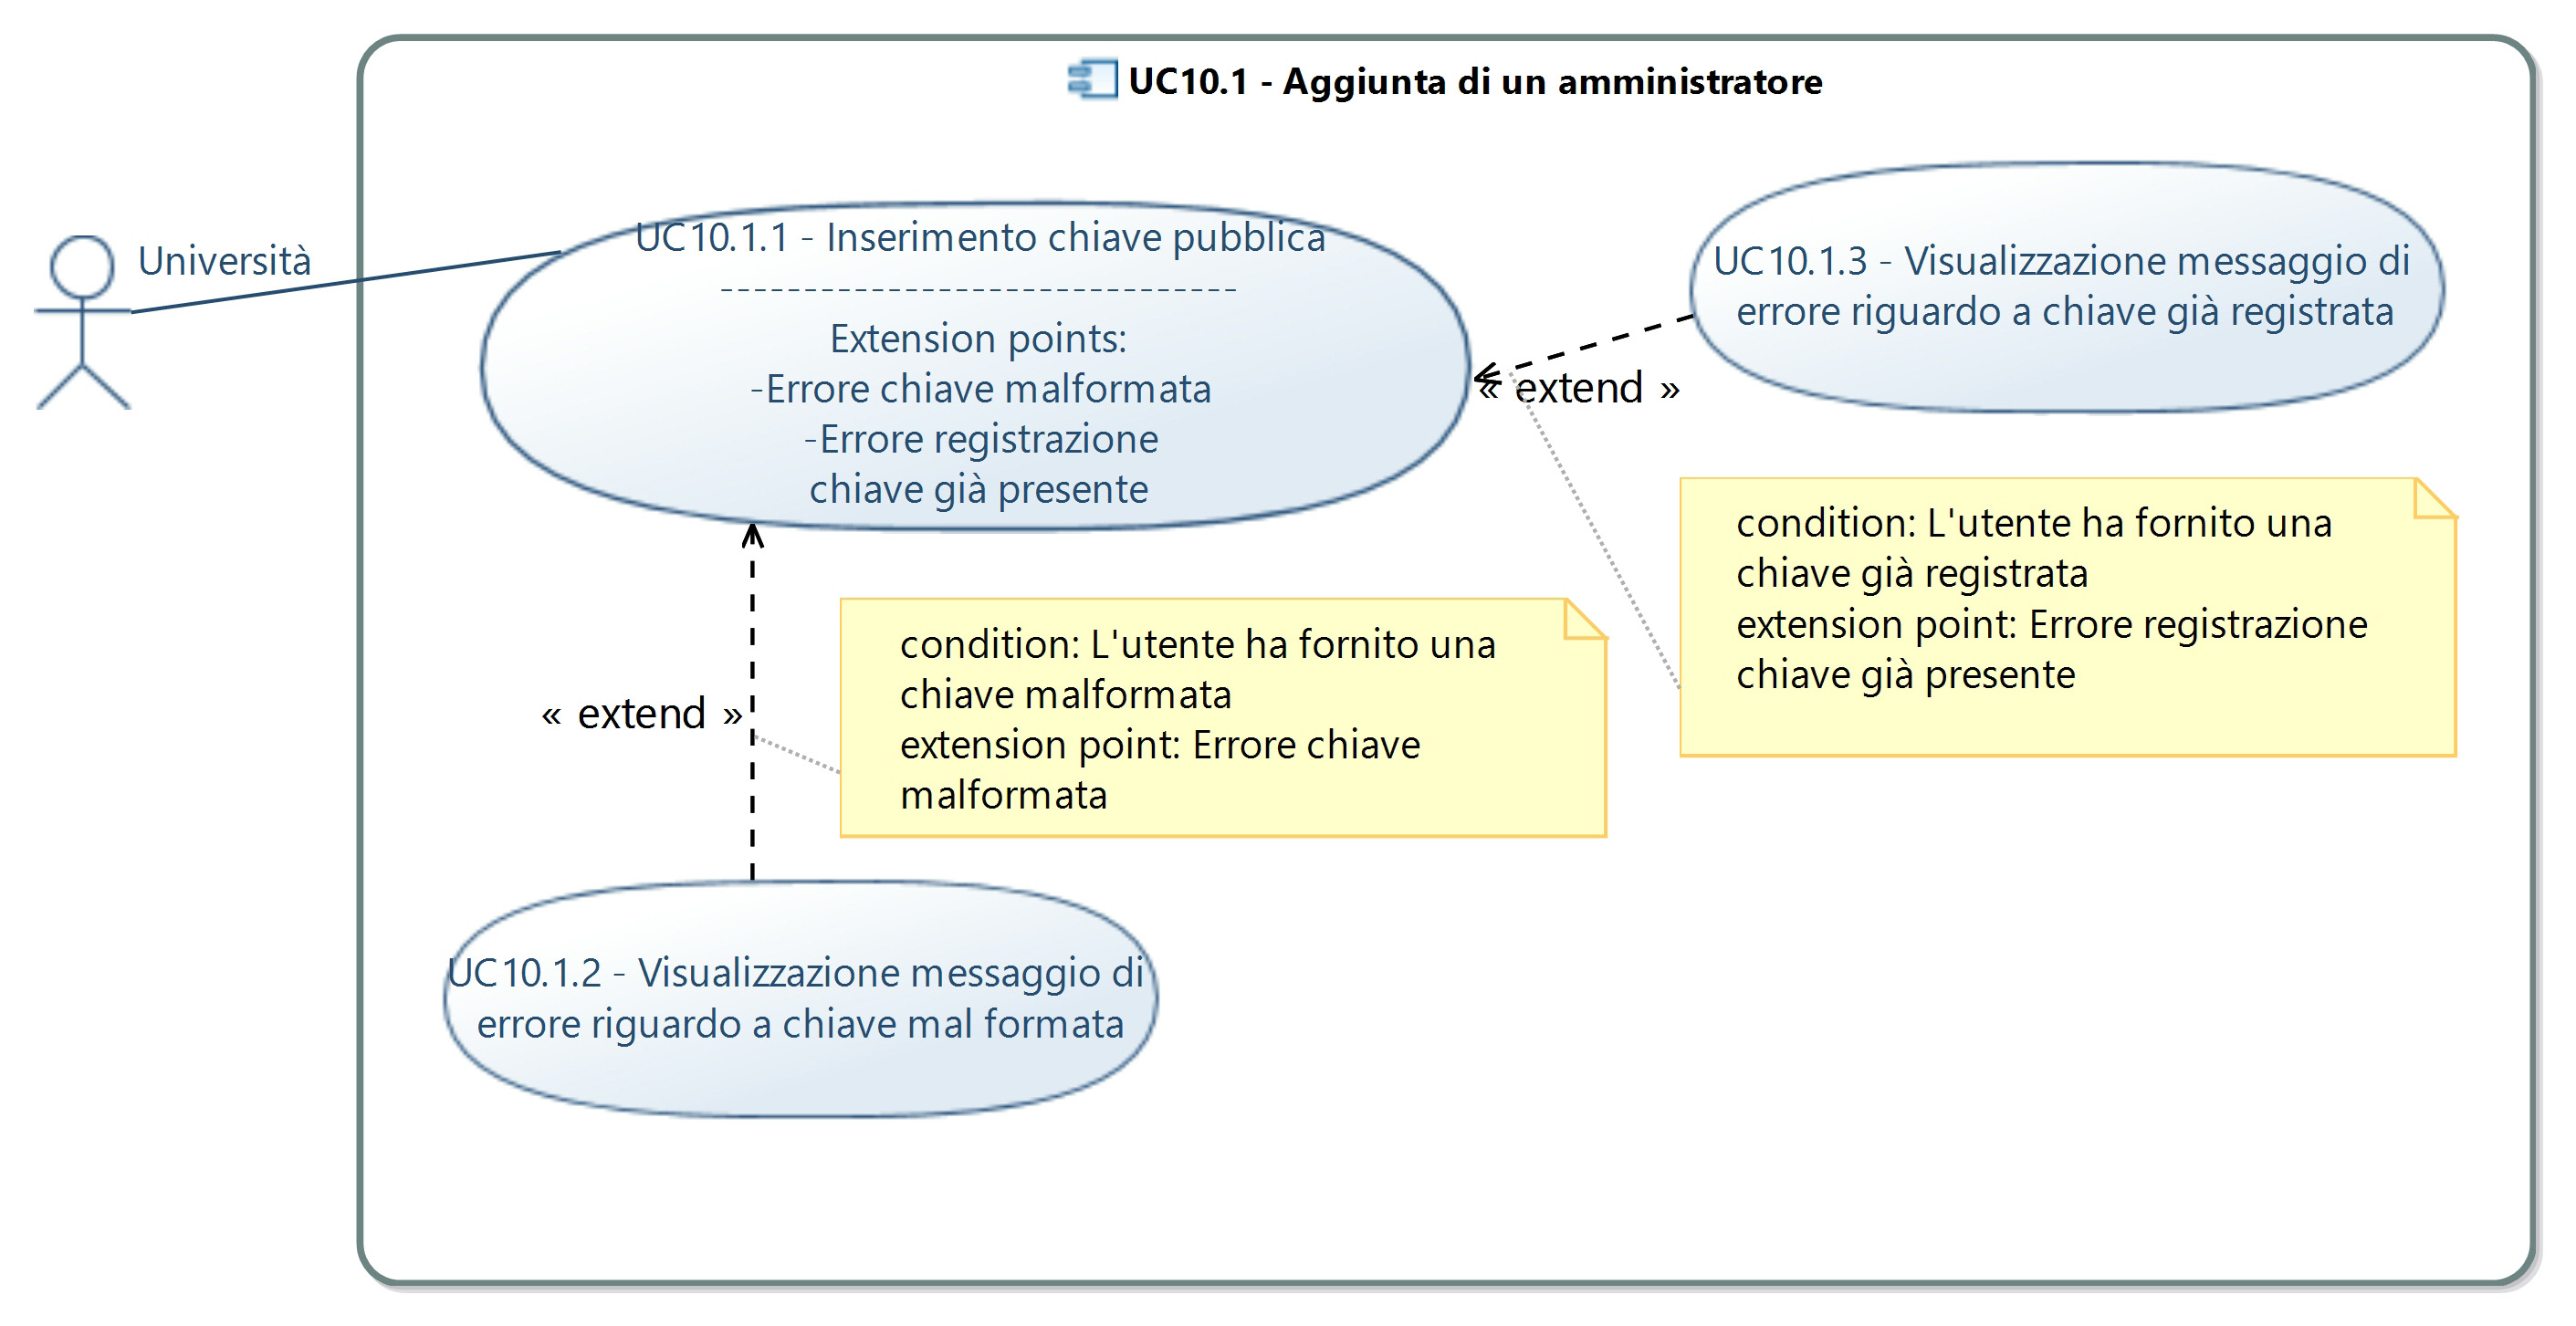 UC10.1 - Aggiunta di un amministratore
Università
UC10.1.1 - Inserimento chiave pubblica
------------------------------
Extension points:
-Errore chiave malformata
-Errore registrazione
chiave già presente
UC10.1.3 - Visualizzazione messaggio di
errore riguardo a chiave già registrata
« extend »
condition: L'utente ha fornito una
chiave già registrata
extension point: Errore registrazione
chiave già presente
condition: L'utente ha fornito una
chiave malformata
extension point: Errore chiave
malformata
« extend »
UC10.1.2 - Visualizzazione messaggio di
errore riguardo a chiave mal formata